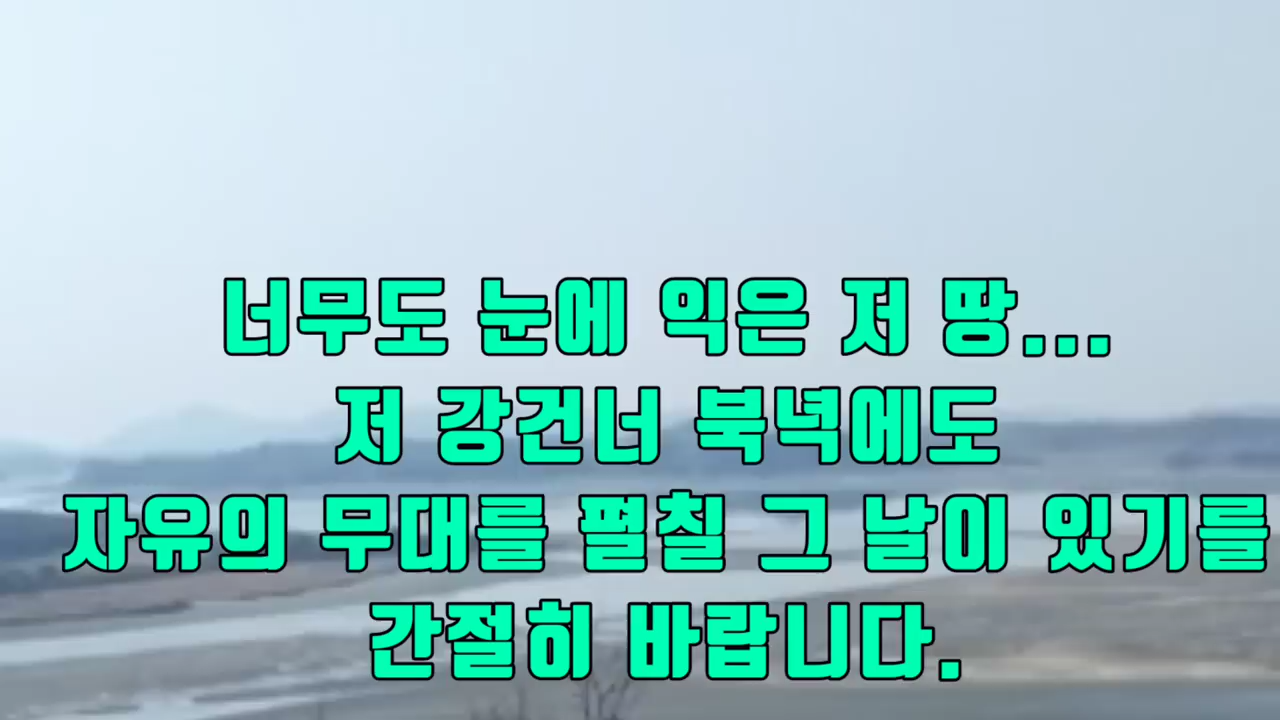 너무도 눈에 익은 저 땅...
저 강건너 북녁에도
자유의 무대를 펼칠 그 날이 있기를
간절히 바랍니다.